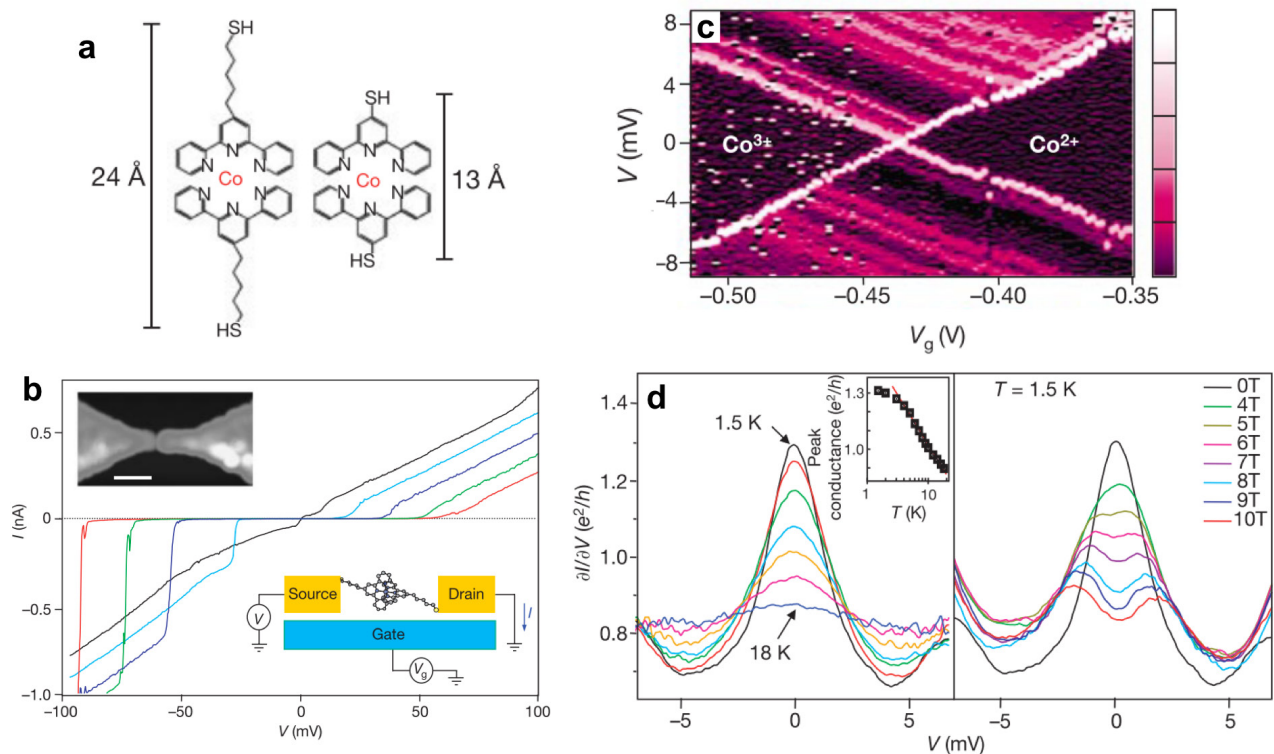 a
SH
24 Å
N N N
Co
N N N
HS
SH
N N N
Co
N N N
HS
13 Å
c
V (mV)
8
4
0
−4
−8
Co3±
Co2+
−0.50
−0.45
−0.40
−0.35
Vg (V)
b
I (nA)
0.5
0
−0.5
−1.0
Source
Drain
Gate
V
I
Vg
−100
−50
0
50
100
V (mV)
d
∂I/∂V (e²/h)
1.4
1.2
1.0
0.8
1.5 K
18 K
Peak
conductance (e²/h)
1.3
1.0
1
10
T (K)
T = 1.5 K
0T
4T
5T
6T
7T
8T
9T
10T
−5
0
5
−5
0
5
V (mV)